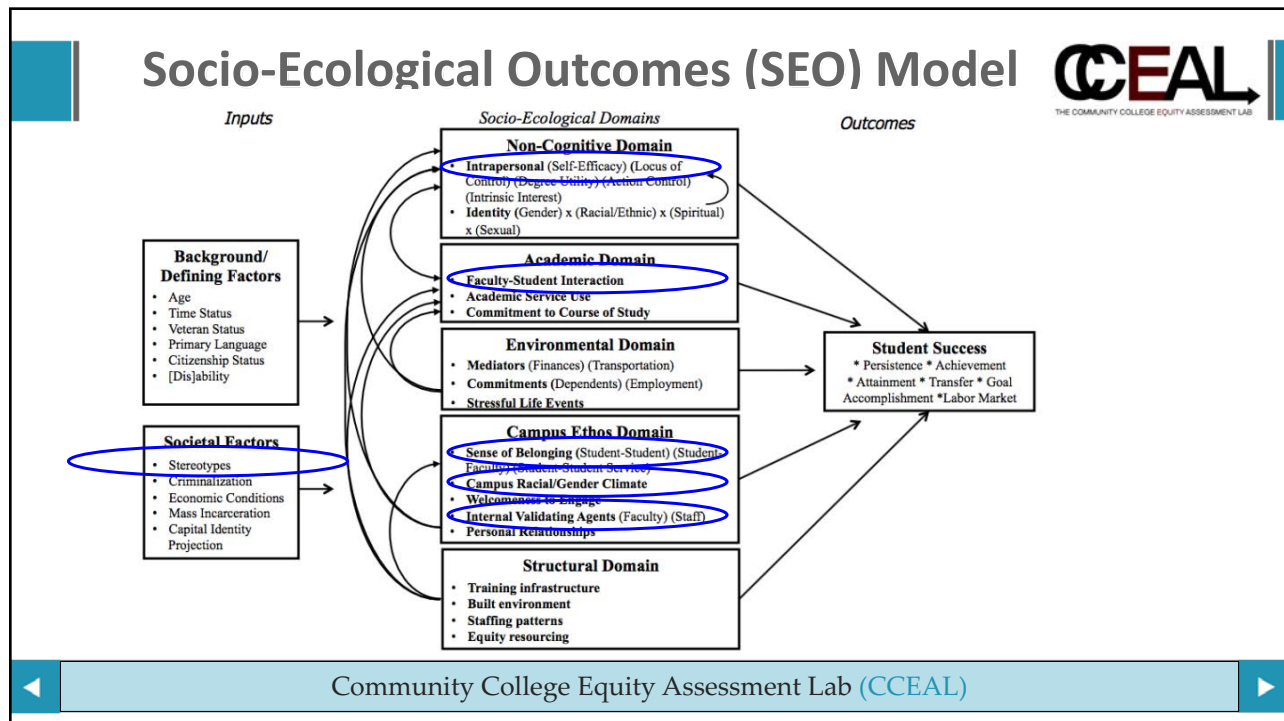 Socio-Ecological Outcomes (SEO) Model
CCEAL
THE COMMUNITY COLLEGE EQUITY ASSESSMENT LAB
Inputs
Socio-Ecological Domains
Outcomes
Background/
Defining Factors
• Age
• Time Status
• Veteran Status
• Primary Language
• Citizenship Status
• [Dis]ability
Societal Factors
• Stereotypes
• Criminalization
• Economic Conditions
• Mass Incarceration
• Capital Identity
Projection
Non-Cognitive Domain
• Intrapersonal (Self-Efficacy) (Locus of
Control) (Degree Utility) (Action Control)
(Intrinsic Interest)
• Identity (Gender) x (Racial/Ethnic) x (Spiritual)
x (Sexual)
Academic Domain
• Faculty-Student Interaction
• Academic Service Use
• Commitment to Course of Study
Environmental Domain
• Mediators (Finances) (Transportation)
• Commitments (Dependents) (Employment)
• Stressful Life Events
Campus Ethos Domain
• Sense of Belonging (Student-Student) (Student-
Faculty) (Student-Student Service)
• Campus Racial/Gender Climate
• Welcomeness to Engage
• Internal Validating Agents (Faculty) (Staff)
• Personal Relationships
Structural Domain
• Training infrastructure
• Built environment
• Staffing patterns
• Equity resourcing
Student Success
* Persistence * Achievement
* Attainment * Transfer * Goal
Accomplishment *Labor Market
Community College Equity Assessment Lab (CCEAL)